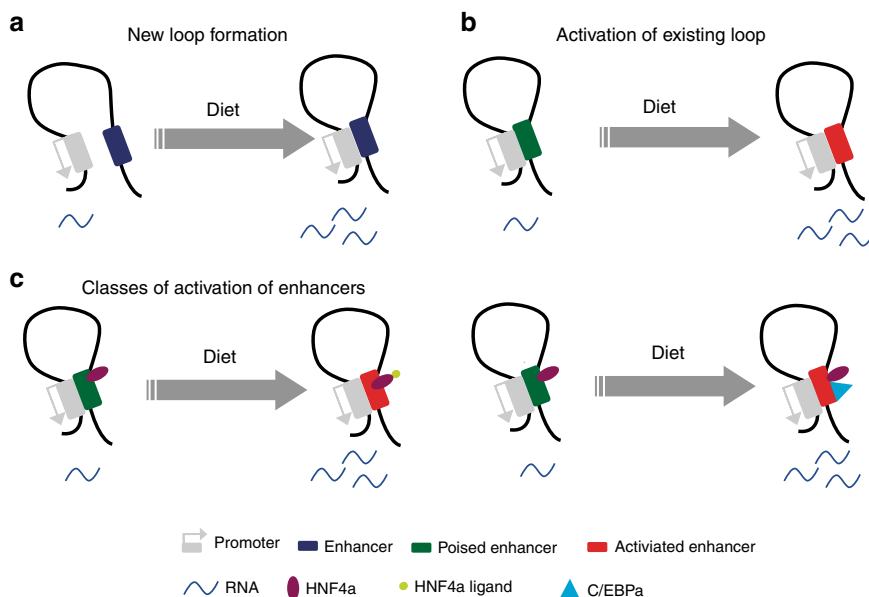 a
New loop formation
Diet
b
Activation of existing loop
Diet
c
Classes of activation of enhancers
Diet
Diet
Promoter
Enhancer
Poised enhancer
Activiated enhancer
RNA
HNF4a
HNF4a ligand
C/EBPa